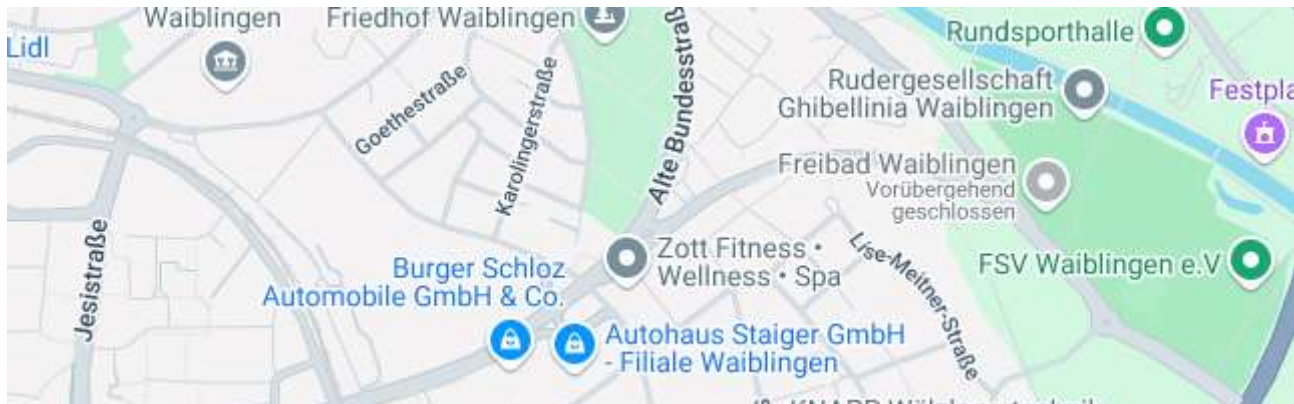 Waiblingen
Friedhof Waiblingen
Lidl
Rundsporthalle
Rudergesellschaft
Ghibellinia Waiblingen
Festpla
Goethestraße
Karolingerstraße
Alte Bundesstraß
Freibad Waiblingen
Vorübergehend
geschlossen
Jesistraße
Zott Fitness •
Wellness • Spa
Lise-Meitner-Straße
FSV Waiblingen e.V
Burger Schloz
Automobile GmbH & Co.
Autohaus Staiger GmbH
- Filiale Waiblingen